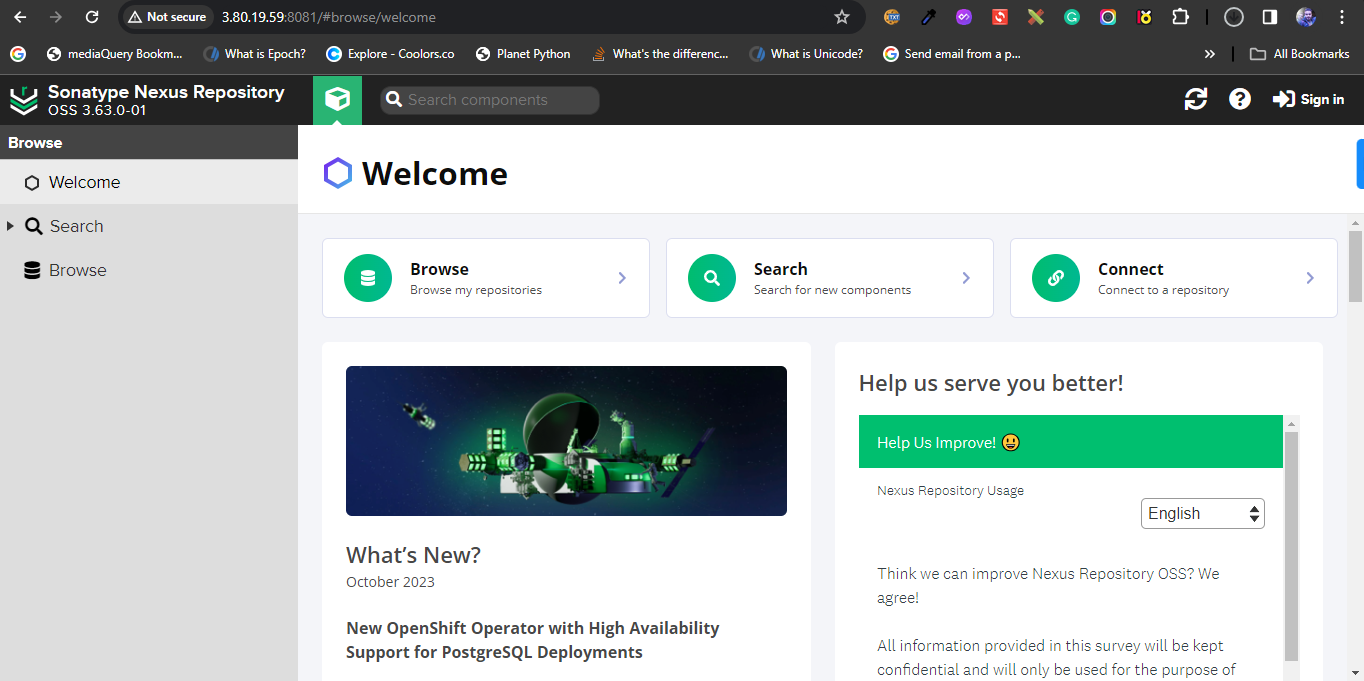 Not secure 3.80.19.59:8081/#browse/welcome
mediaQuery Bookm... What is Epoch? Explore - Coolors.co Planet Python What's the differenc... What is Unicode? Send email from a p... » All Bookmarks
Sonatype Nexus Repository
OSS 3.63.0-01
Search components
Sign in
Browse
Welcome
Search
Browse
Welcome
Browse
Browse my repositories
Search
Search for new components
Connect
Connect to a repository
What's New?
October 2023
New OpenShift Operator with High Availability
Support for PostgreSQL Deployments
Help us serve you better!
Help Us Improve! 😃
Nexus Repository Usage
English
Think we can improve Nexus Repository OSS? We
agree!
All information provided in this survey will be kept
confidential and will only be used for the purpose of